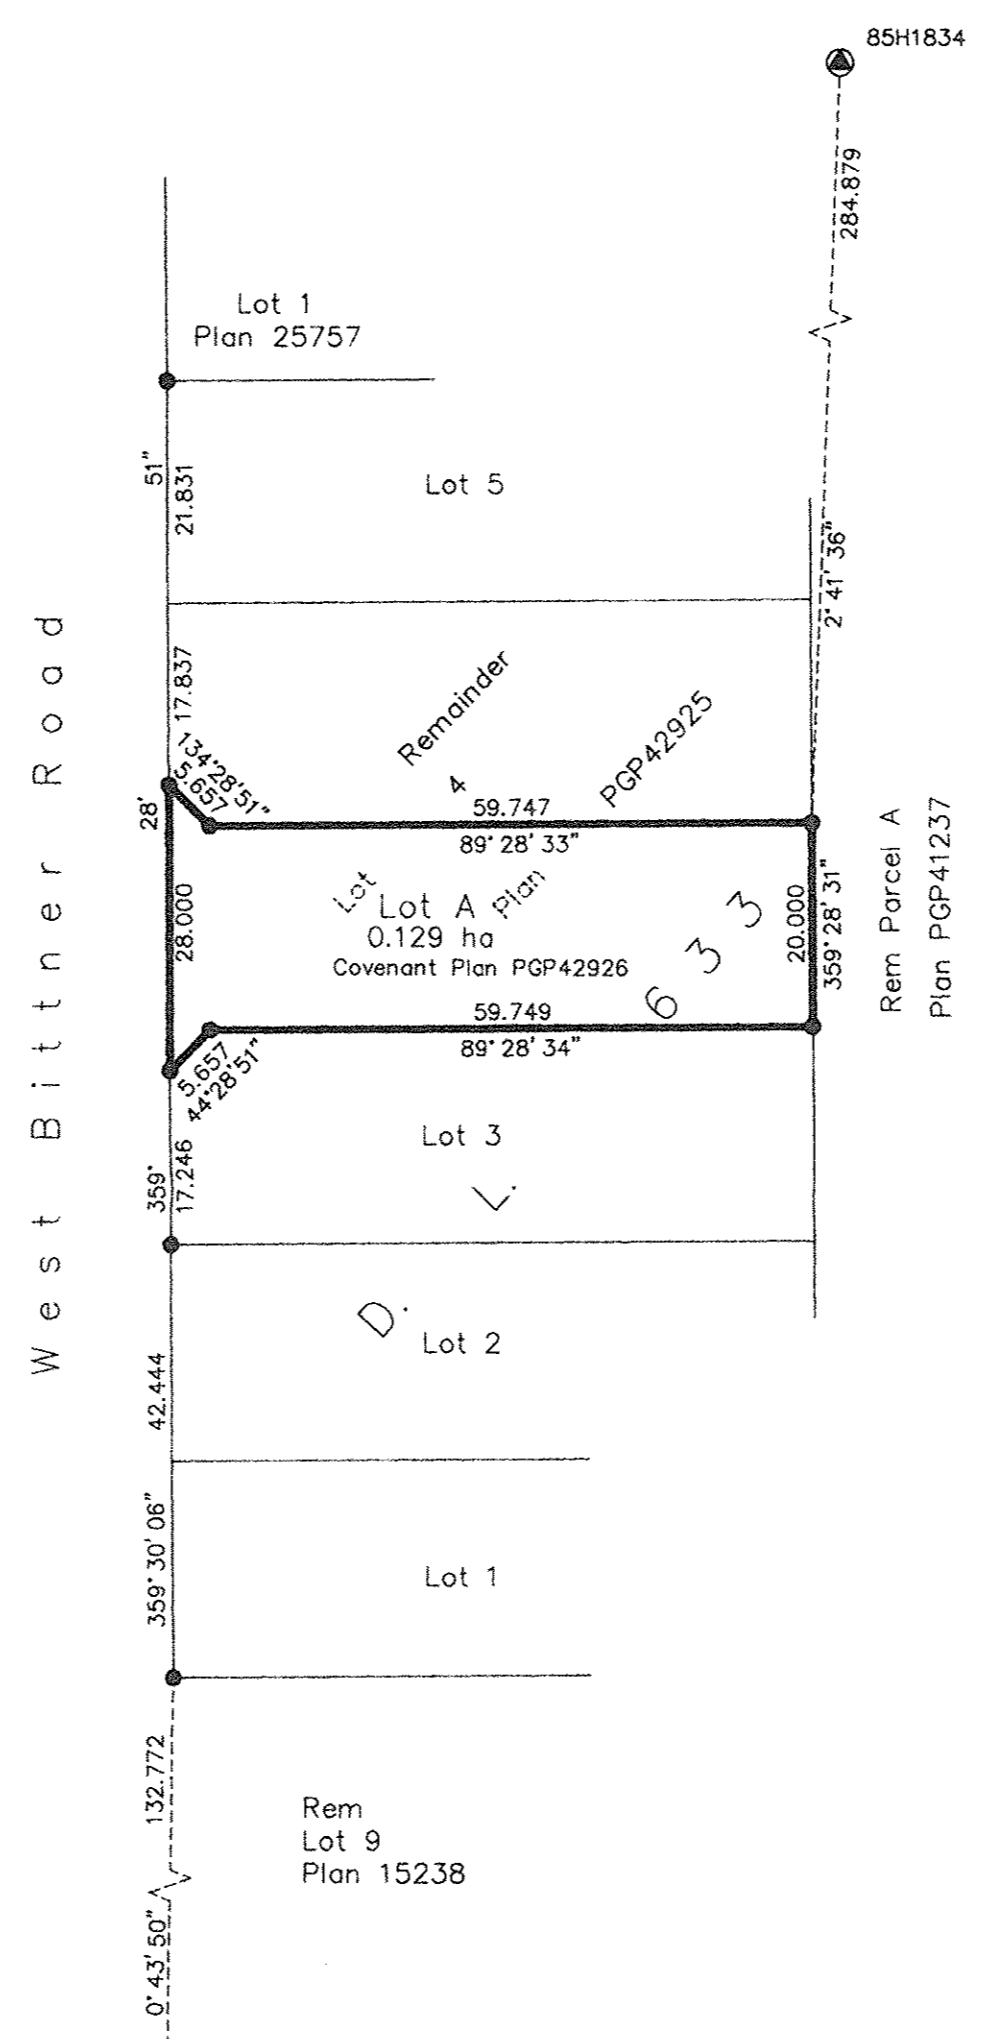 85H1834
284.879
Lot 1
Plan 25757
51"
21.831
Lot 5
2° 41' 36"
17.837
Remainder
4
PGP42925
134°28'51"
5.657
28'
59.747
89° 28' 33"
Lot
Plan
Lot A
0.129 ha
Covenant Plan PGP42926
28.000
20.000
359° 28' 31"
Rem Parcel A
Plan PGP41237
West Bittner Road
59.749
89° 28' 34"
5.657
44°28'51"
Lot 3
359°
17.246
D. L. 633
Lot 2
42.444
359° 30' 06"
Lot 1
132.772
Rem
Lot 9
Plan 15238
0° 43' 50"